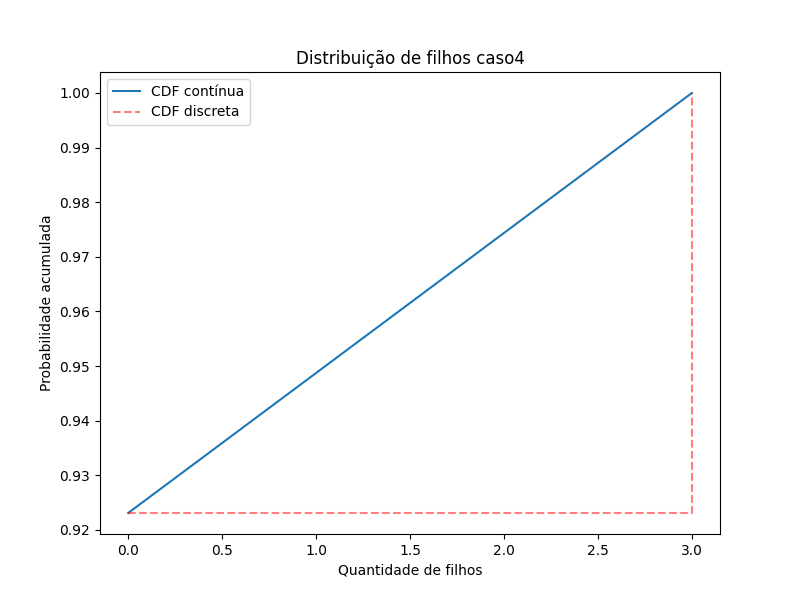 Distribuição de filhos caso4
CDF contínua
CDF discreta
Probabilidade acumulada
1.00
0.99
0.98
0.97
0.96
0.95
0.94
0.93
0.92
0.0 0.5 1.0 1.5 2.0 2.5 3.0
Quantidade de filhos